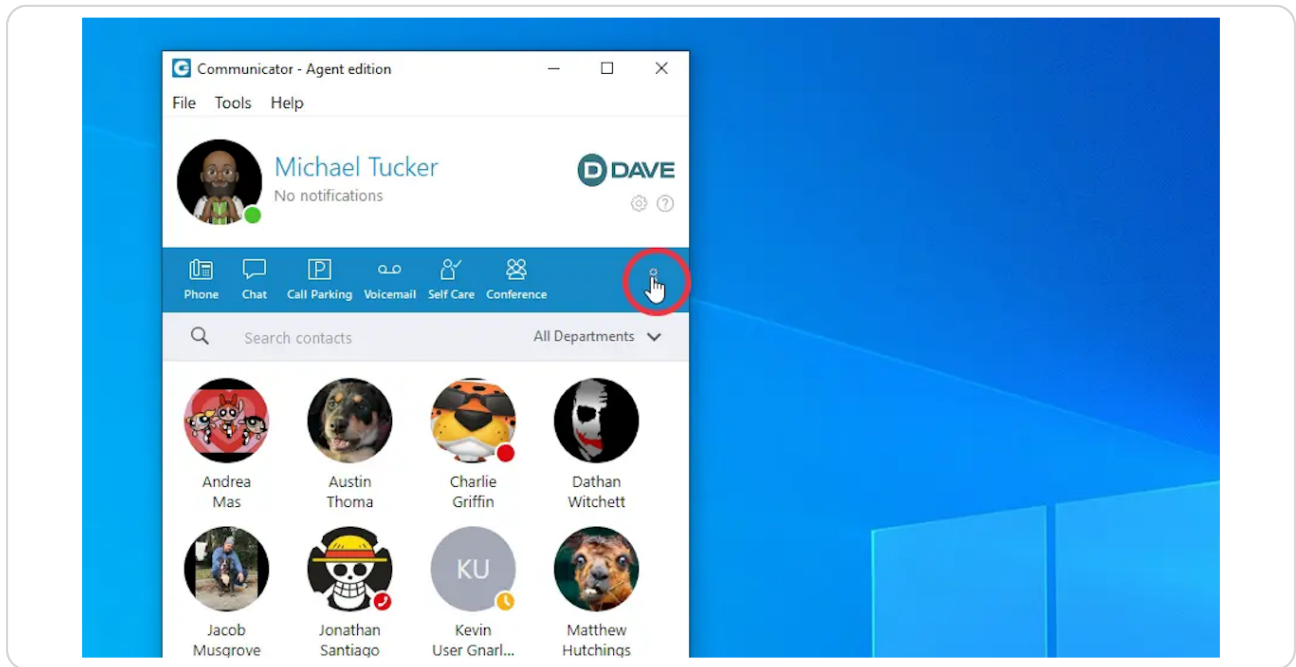 Communicator - Agent edition
File Tools Help
Michael Tucker
DAVE
No notifications
Phone Chat Call Parking Voicemail Self Care Conference
Search contacts All Departments
Andrea Austin Charlie Dathan
Mas Thoma Griffin Witchett
KU
Jacob Jonathan Kevin Matthew
Musgrove Santiago User Gnarl... Hutchings